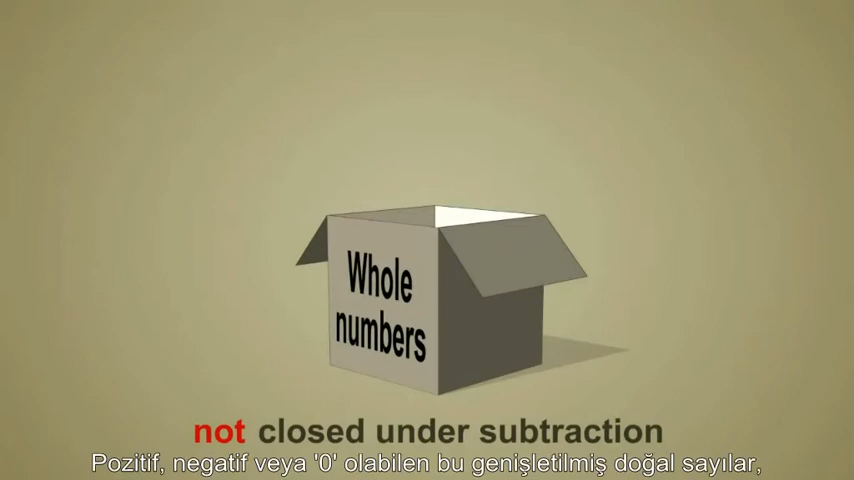 Whole
numbers
not closed under subtraction
Pozitif, negatif veya '0' olabilen bu genişletilmiş doğal sayılar,